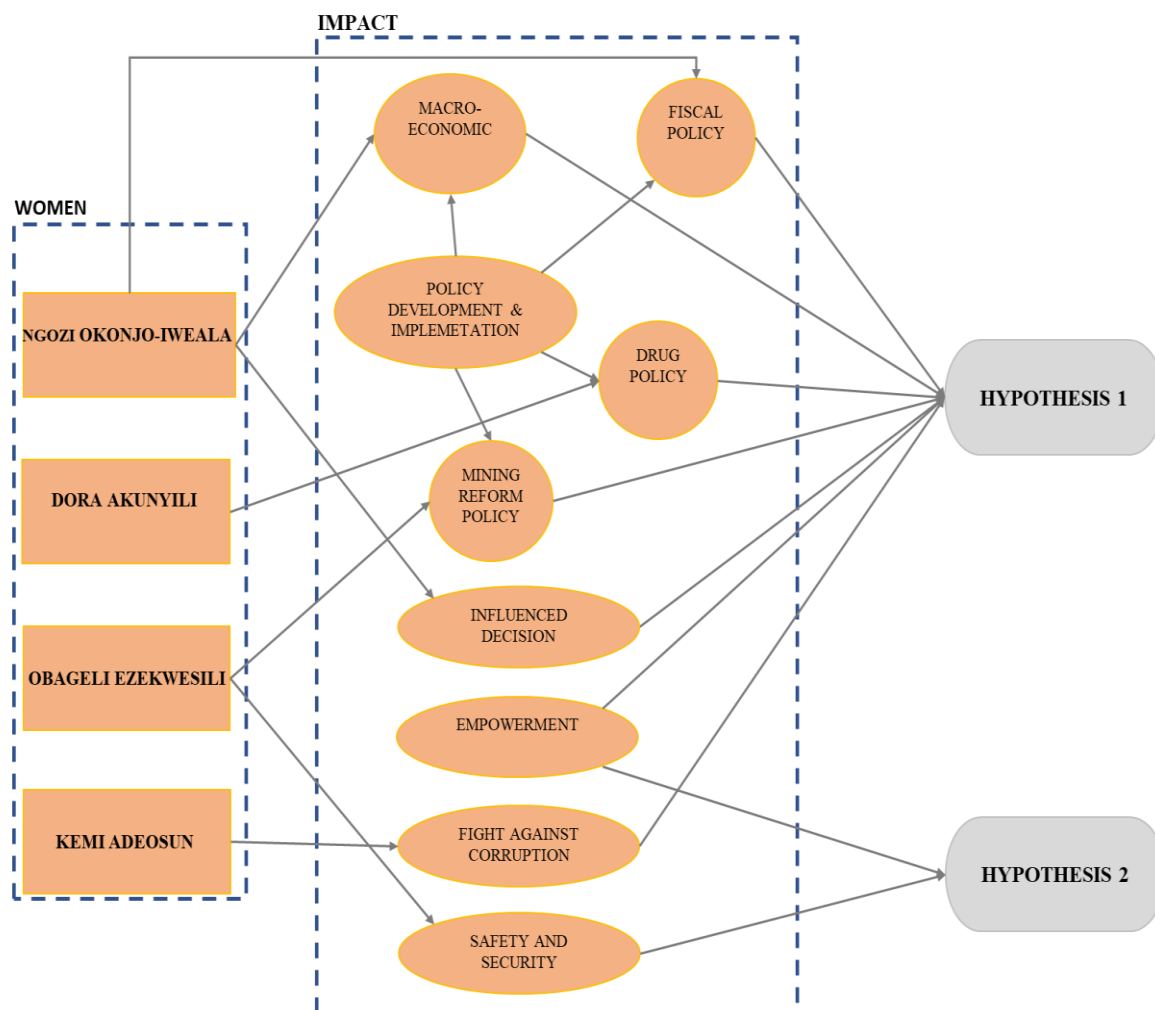 IMPACT
MACRO-
ECONOMIC
FISCAL
POLICY
WOMEN
POLICY
DEVELOPMENT &
IMPLEMETATION
NGOZI OKONJO-IWEALA
DRUG
POLICY
HYPOTHESIS 1
MINING
REFORM
POLICY
DORA AKUNYILI
INFLUENCED
DECISION
OBAGELI EZEKWESILI
EMPOWERMENT
KEMI ADEOSUN
FIGHT AGAINST
CORRUPTION
HYPOTHESIS 2
SAFETY AND
SECURITY